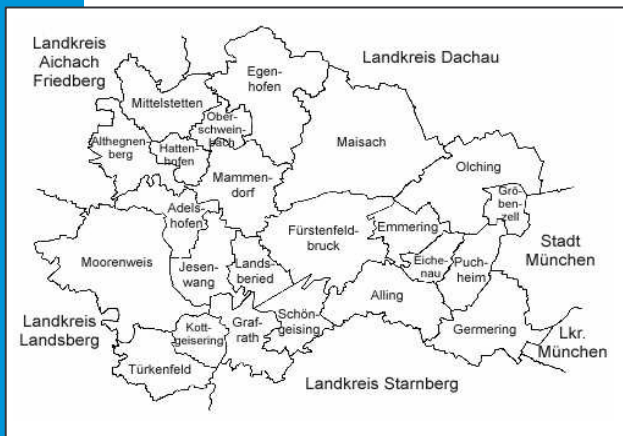 Landkreis
Aichach
Friedberg
Landkreis Dachau
Egen-
hofen
Mittelstetten
Ober-
schwein-
bach
Althegnen-
berg
Hatten-
hofen
Maisach
Mammen-
dorf
Olching
Grö-
ben-
zell
Adels-
hofen
Fürstenfeld-
bruck
Emmering
Stadt
München
Moorenweis
Jesen-
wang
Lands-
beried
Eiche-
nau
Puch-
heim
Alling
Schön-
geising
Landkreis
Landsberg
Kott-
geisering
Graf-
rath
Germering
Lkr.
München
Türkenfeld
Landkreis Starnberg